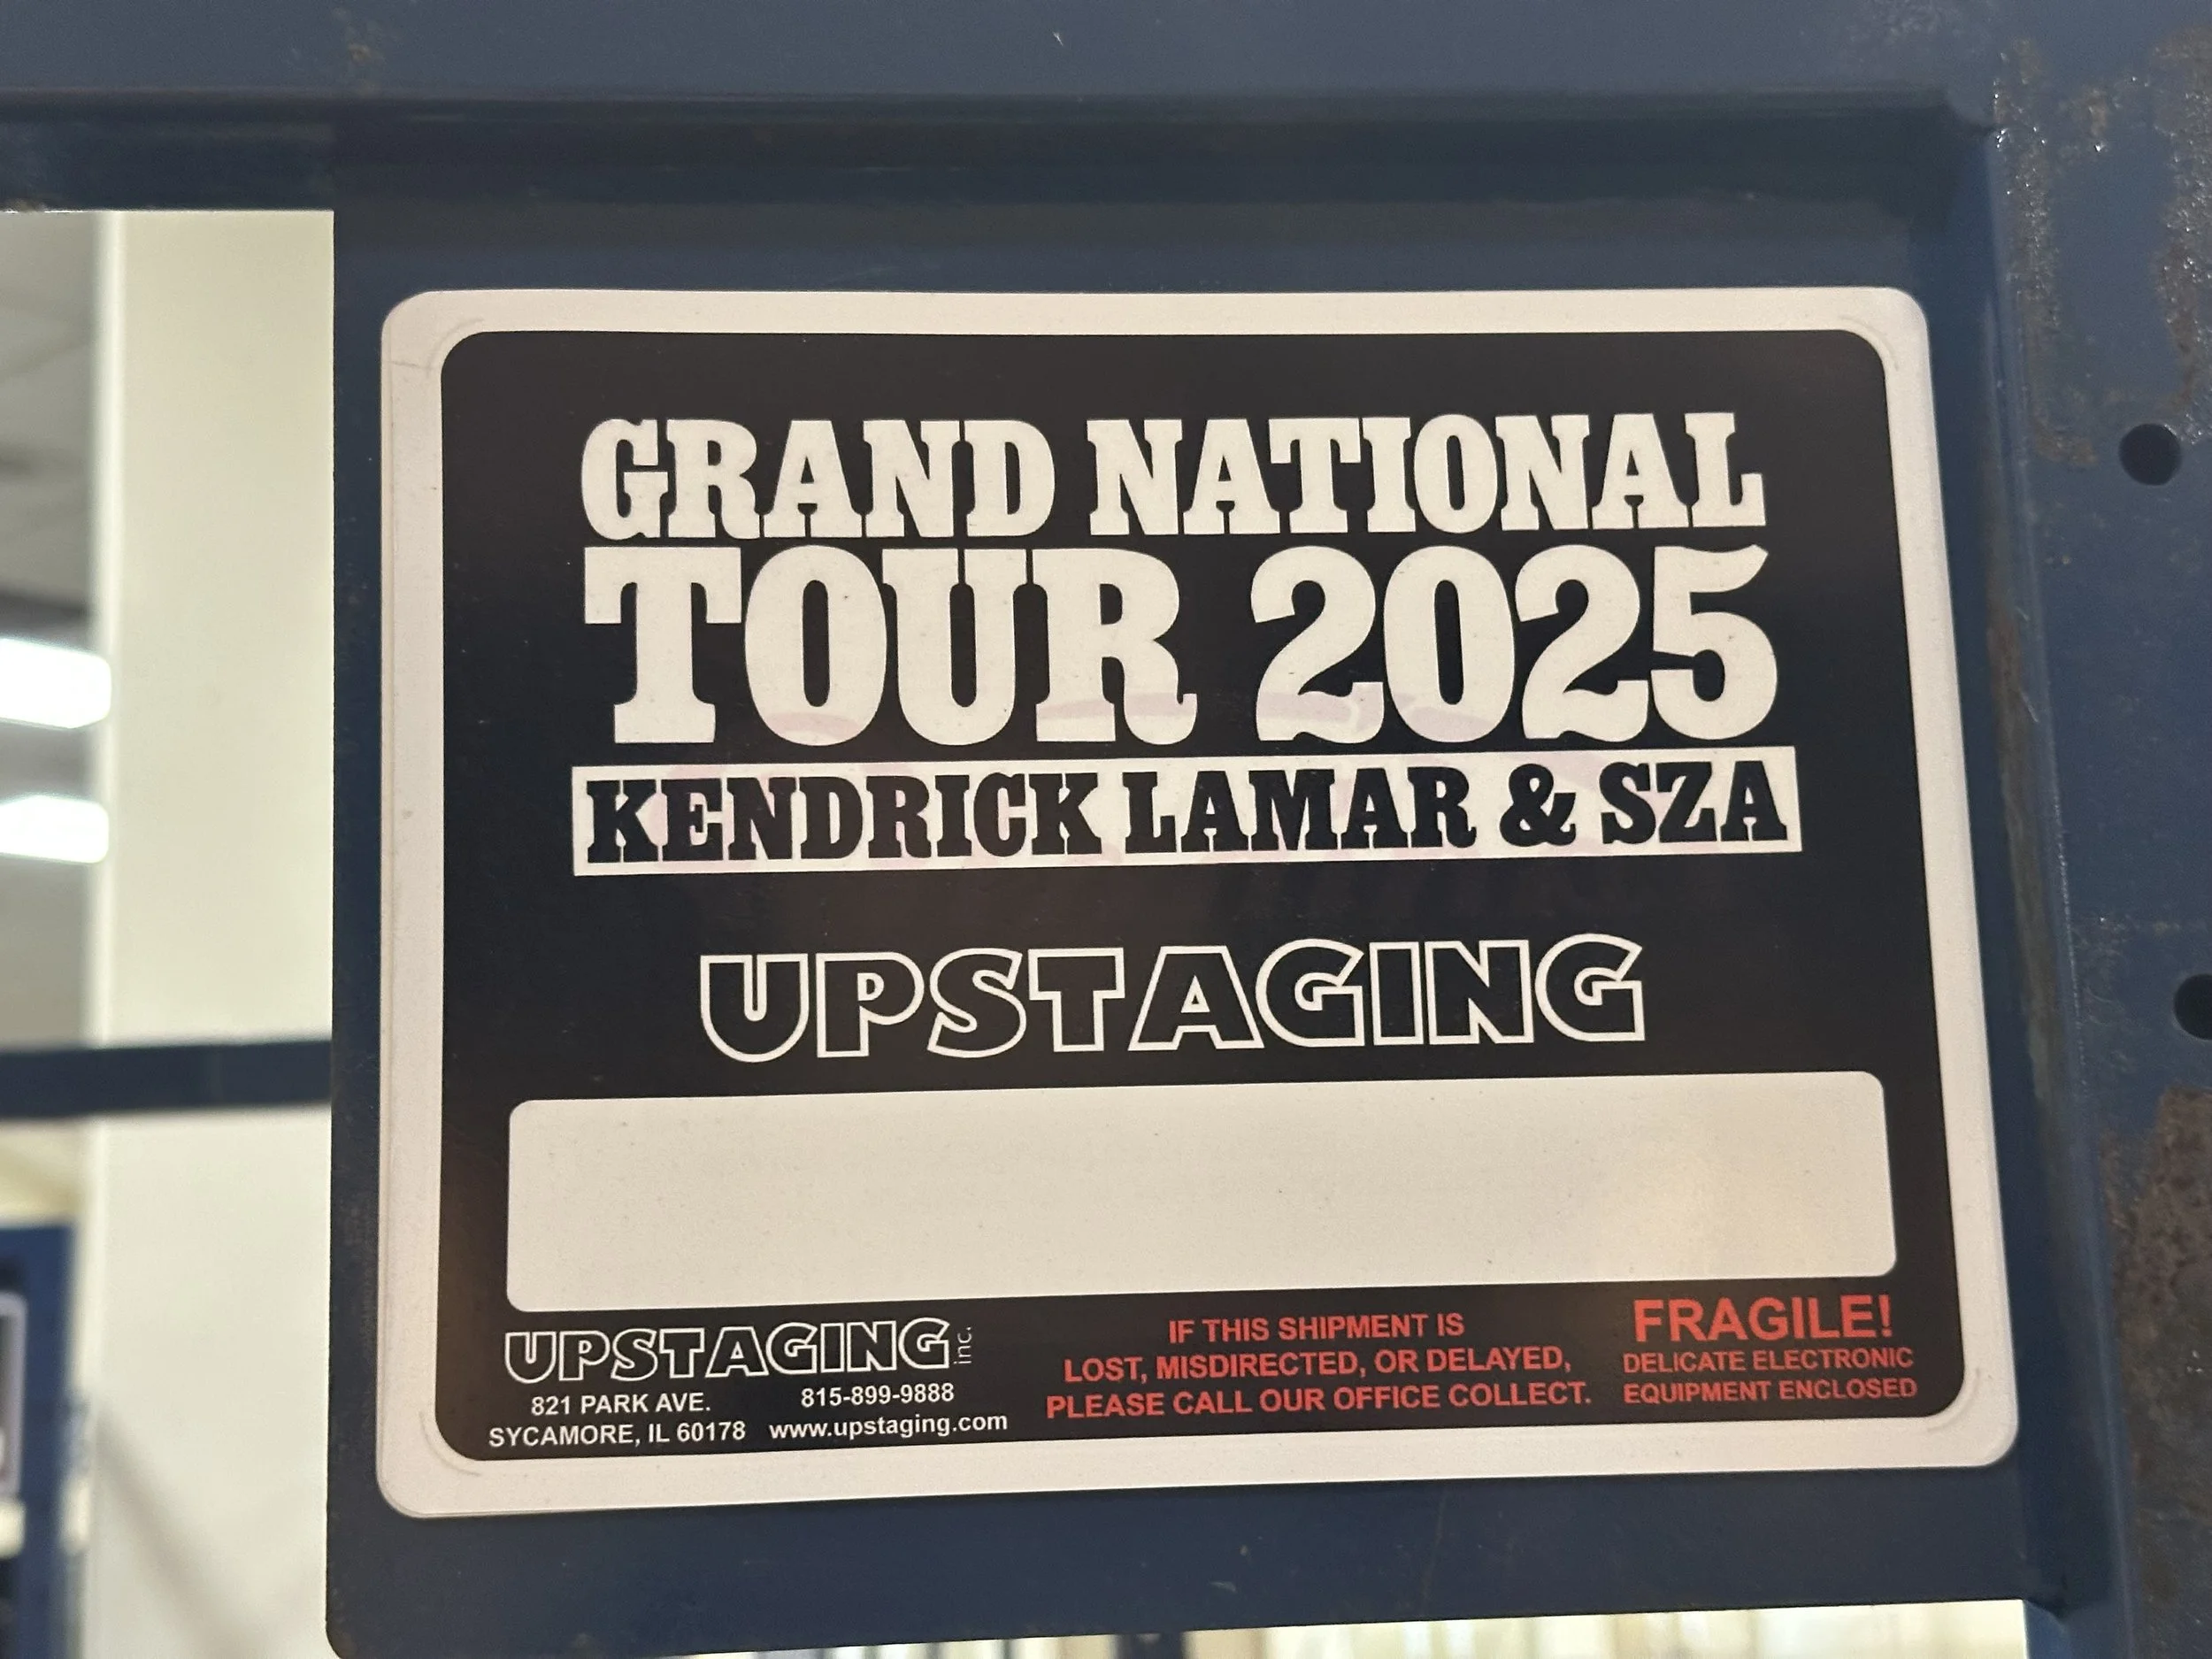 GRAND NATIONAL
TOUR 2025
KENDRICK LAMAR & SZA
UPSTAGING
UPSTAGING inc.
821 PARK AVE. 815-899-9888
SYCAMORE, IL 60178 www.upstaging.com
IF THIS SHIPMENT IS
LOST, MISDIRECTED, OR DELAYED,
PLEASE CALL OUR OFFICE COLLECT.
FRAGILE!
DELICATE ELECTRONIC
EQUIPMENT ENCLOSED